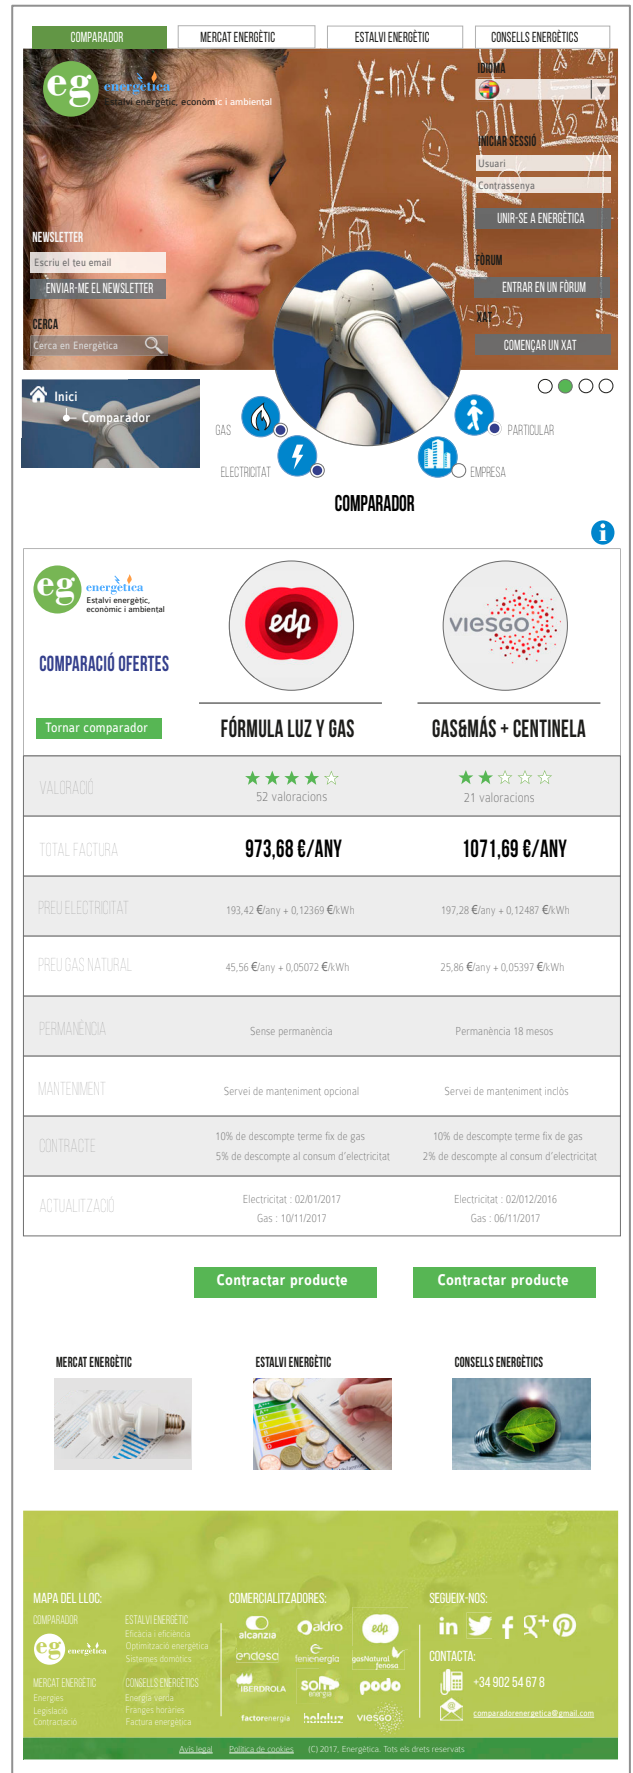 COMPARADOR
MERCAT ENERGÈTIC
ESTALVI ENERGÈTIC
CONSELLS ENERGÈTICS
eg energètica
Estalvi energètic, econòmic i ambiental
y=mx+c
IDIOMA
INICIAR SESSIÓ
Usuari
Contrassenya
UNIR-SE A ENERGÈTICA
NEWSLETTER
Escriu el teu email
ENVIAR-ME EL NEWSLETTER
FÒRUM
ENTRAR EN UN FÒRUM
CERCA
Cerca en Energètica
XAT
COMENÇAR UN XAT
Inici
Comparador
GAS
PARTICULAR
ELECTRICITAT
EMPRESA
COMPARADOR
i
eg energètica
Estalvi energètic,
econòmic i ambiental
edp
viesgo
COMPARACIÓ OFERTES
Tornar comparador
FÓRMULA LUZ Y GAS
GAS&MÁS + CENTINELA
VALORACIÓ
52 valoracions
21 valoracions
TOTAL FACTURA
973,68 €/ANY
1071,69 €/ANY
PREU ELECTRICITAT
193,42 €/any + 0,12369 €/kWh
197,28 €/any + 0,12487 €/kWh
PREU GAS NATURAL
45,56 €/any + 0,05072 €/kWh
25,86 €/any + 0,05397 €/kWh
PERMANÈNCIA
Sense permanència
Permanència 18 mesos
MANTENIMENT
Servei de manteniment opcional
Servei de manteniment inclòs
CONTRACTE
10% de descompte terme fix de gas
5% de descompte al consum d'electricitat
10% de descompte terme fix de gas
2% de descompte al consum d'electricitat
ACTUALITZACIÓ
Electricitat : 02/01/2017
Gas : 10/11/2017
Electricitat : 02/012/2016
Gas : 06/11/2017
Contractar producte
Contractar producte
MERCAT ENERGÈTIC
ESTALVI ENERGÈTIC
CONSELLS ENERGÈTICS
MAPA DEL LLOC:
COMPARADOR
eg energètica
MERCAT ENERGÈTIC
Energies
Legislació
Contractació
ESTALVI ENERGÈTIC
Eficàcia i eficiència
Optimització energètica
Sistemes domòtics
CONSELLS ENERGÈTICS
Energia verda
Franges horàries
Factura energètica
COMERCIALITZADORES:
alcanzia
aldro
edp
endesa
fenienergía
gasNatural
fenosa
IBERDROLA
som
energia
podo
factorenergia
holaluz
viesgo
SEGUEIX-NOS:
in
f
g+
CONTACTA:
+34 902 54 67 8
comparadorenergetica@gmail.com
Avís legal
Política de cookies
(C) 2017, Energètica. Tots els drets reservats